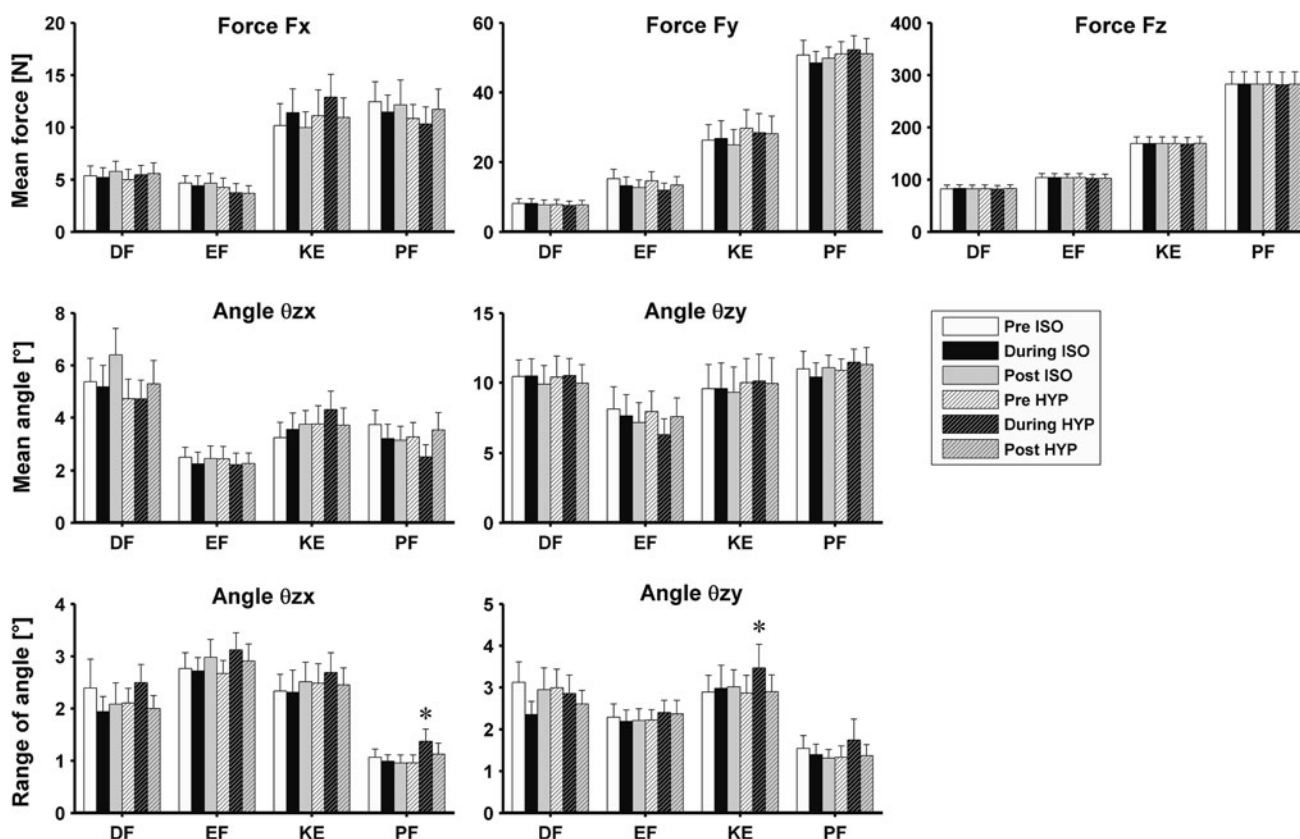 Force Fx
Mean force [N]
20
15
10
5
0
DF EF KE PF
Force Fy
60
40
20
0
DF EF KE PF
Force Fz
400
300
200
100
0
DF EF KE PF
Angle θzx
Mean angle [°]
8
6
4
2
0
DF EF KE PF
Angle θzy
15
10
5
0
DF EF KE PF
Pre ISO
During ISO
Post ISO
Pre HYP
During HYP
Post HYP
Angle θzx
Range of angle [°]
4
3
2
1
0
*
DF EF KE PF
Angle θzy
5
4
3
2
1
0
*
DF EF KE PF